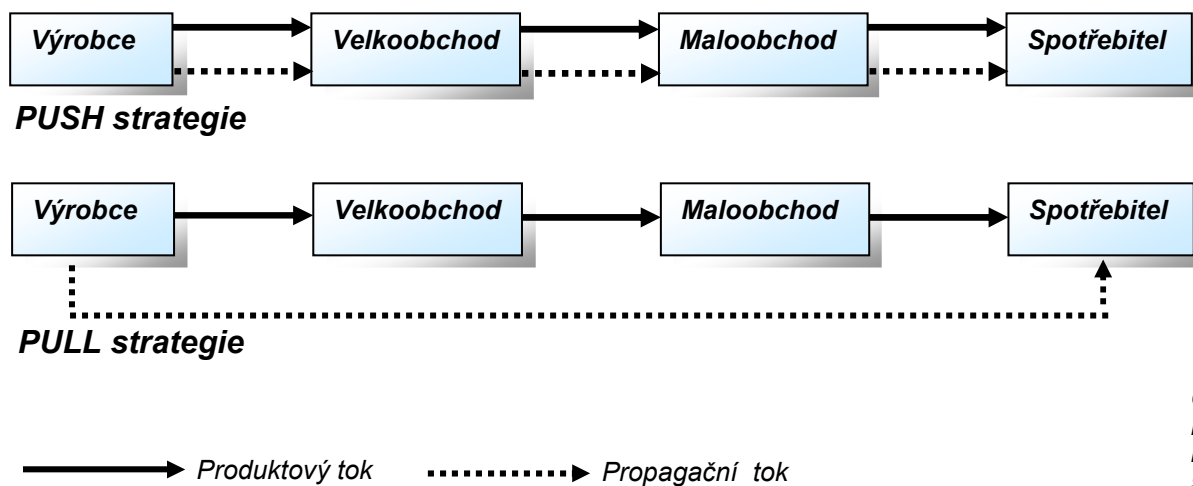 Výrobce Velkoobchod Maloobchod Spotřebitel
PUSH strategie
Výrobce Velkoobchod Maloobchod Spotřebitel
PULL strategie
Produktový tok Propagační tok